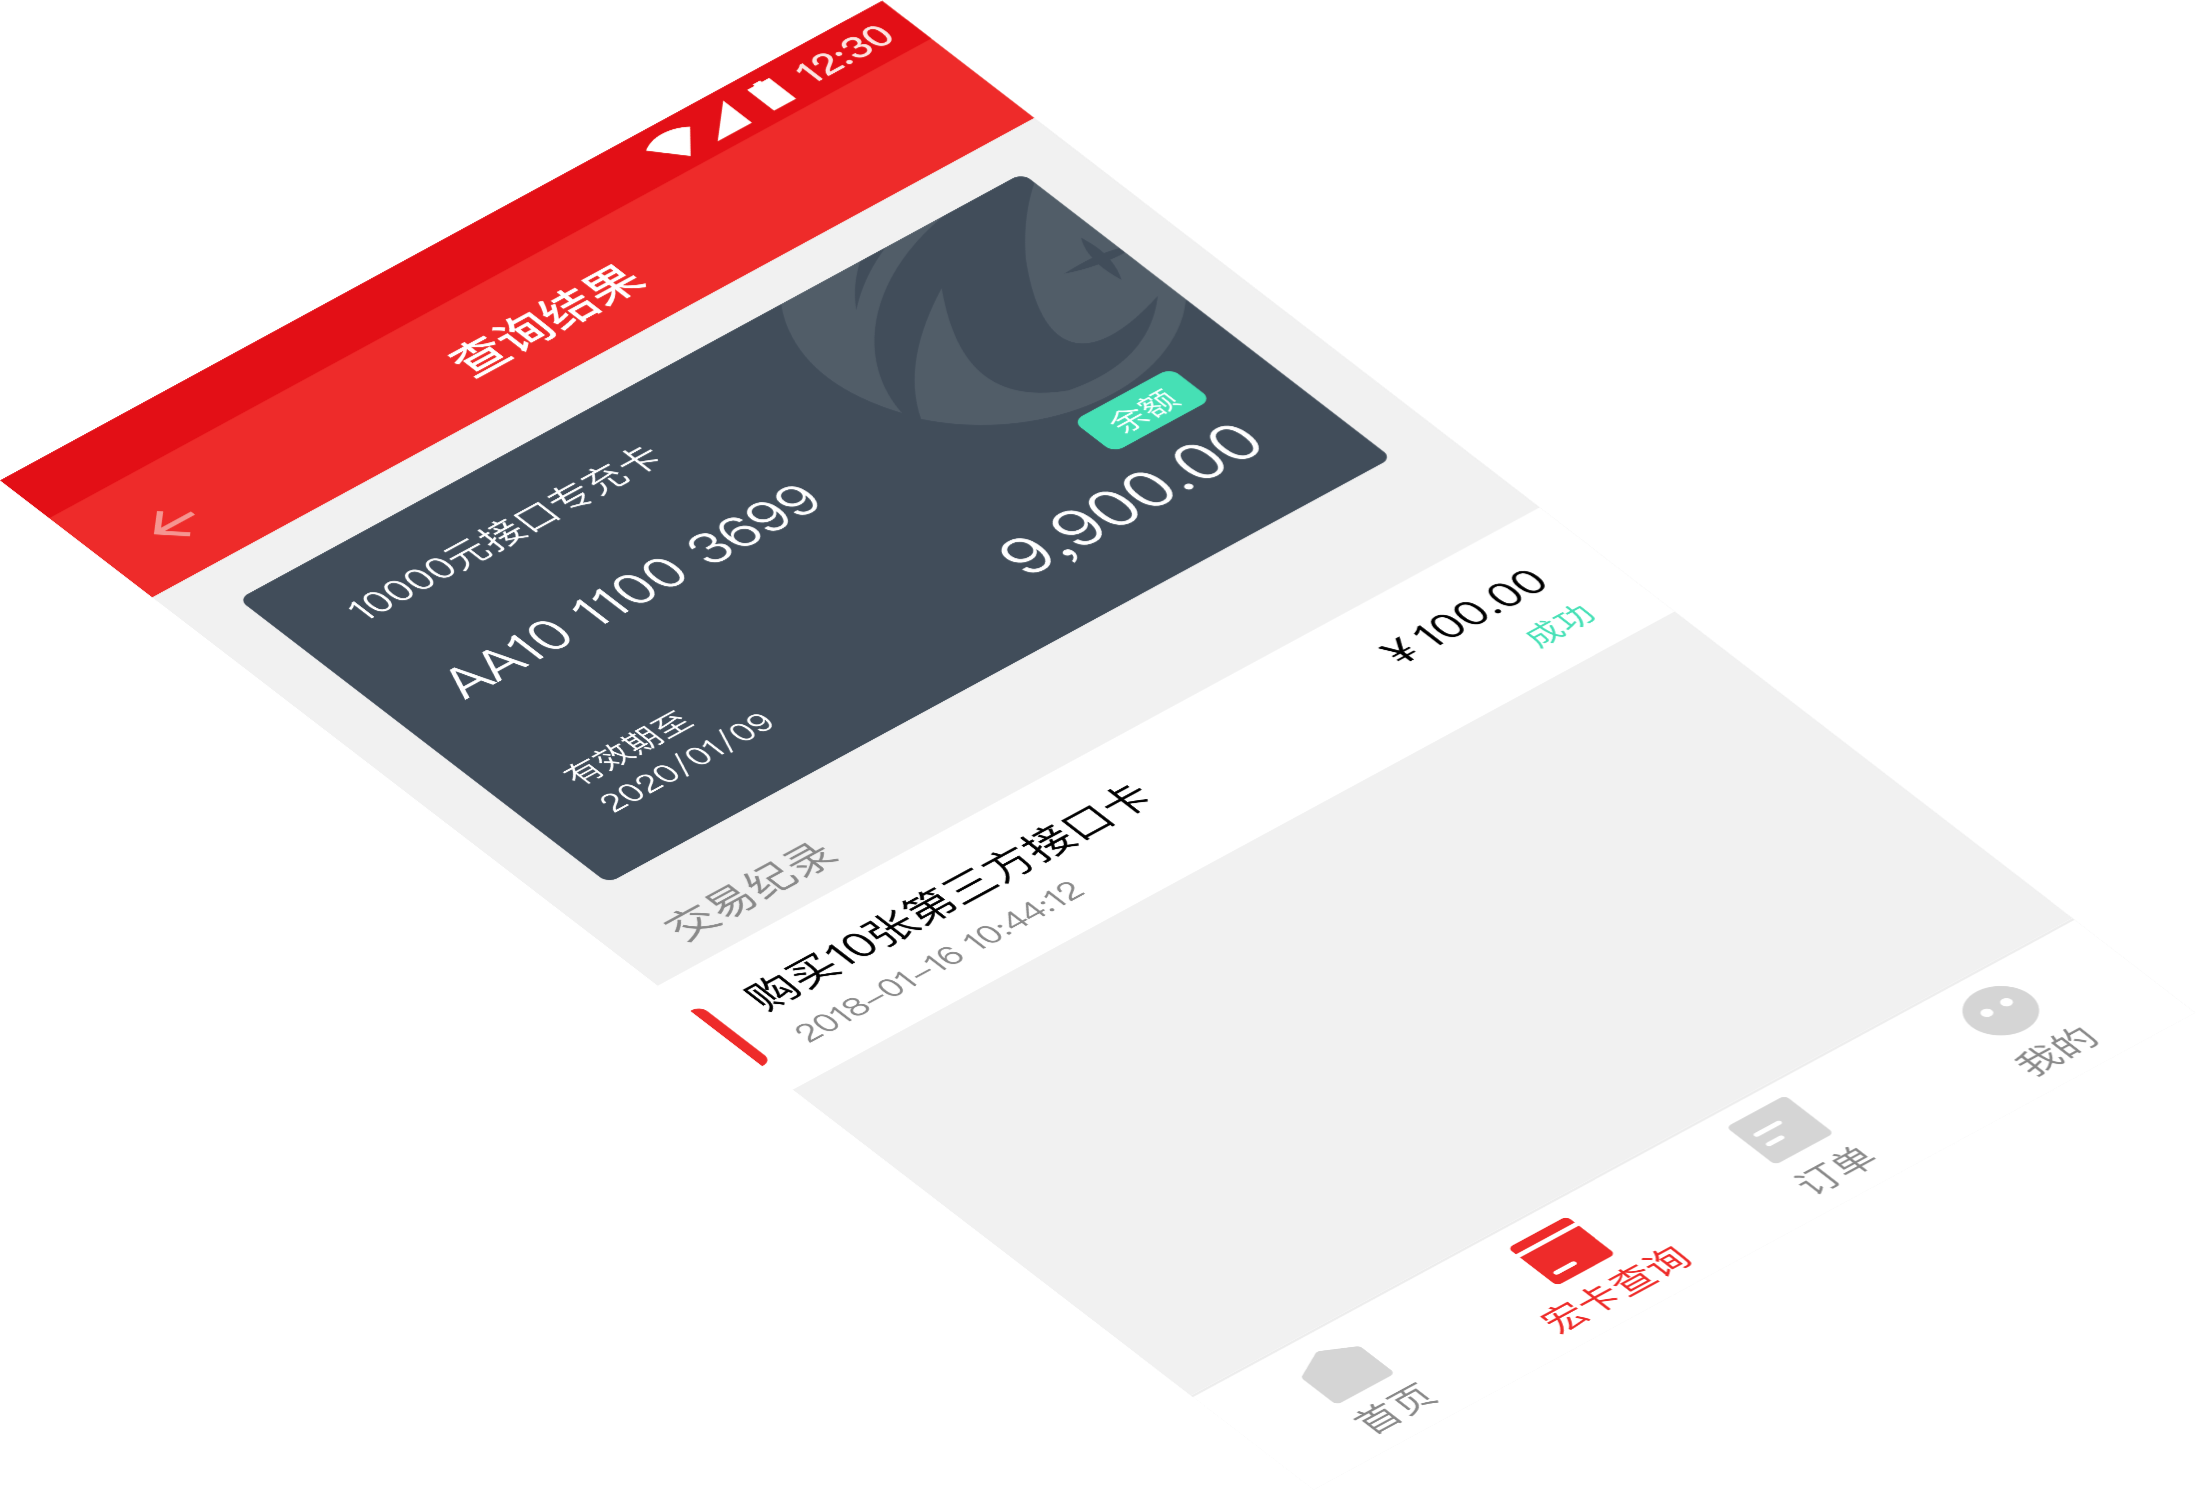 12:30
查询结果
10000元接口专充卡
AA10 1100 3699
余额
9,900.00
有效期至
2020/01/09
交易纪录
购买10张第三方接口卡
¥100.00
2018-01-16 10:44:12
成功
首页
宏卡查询
订单
我的